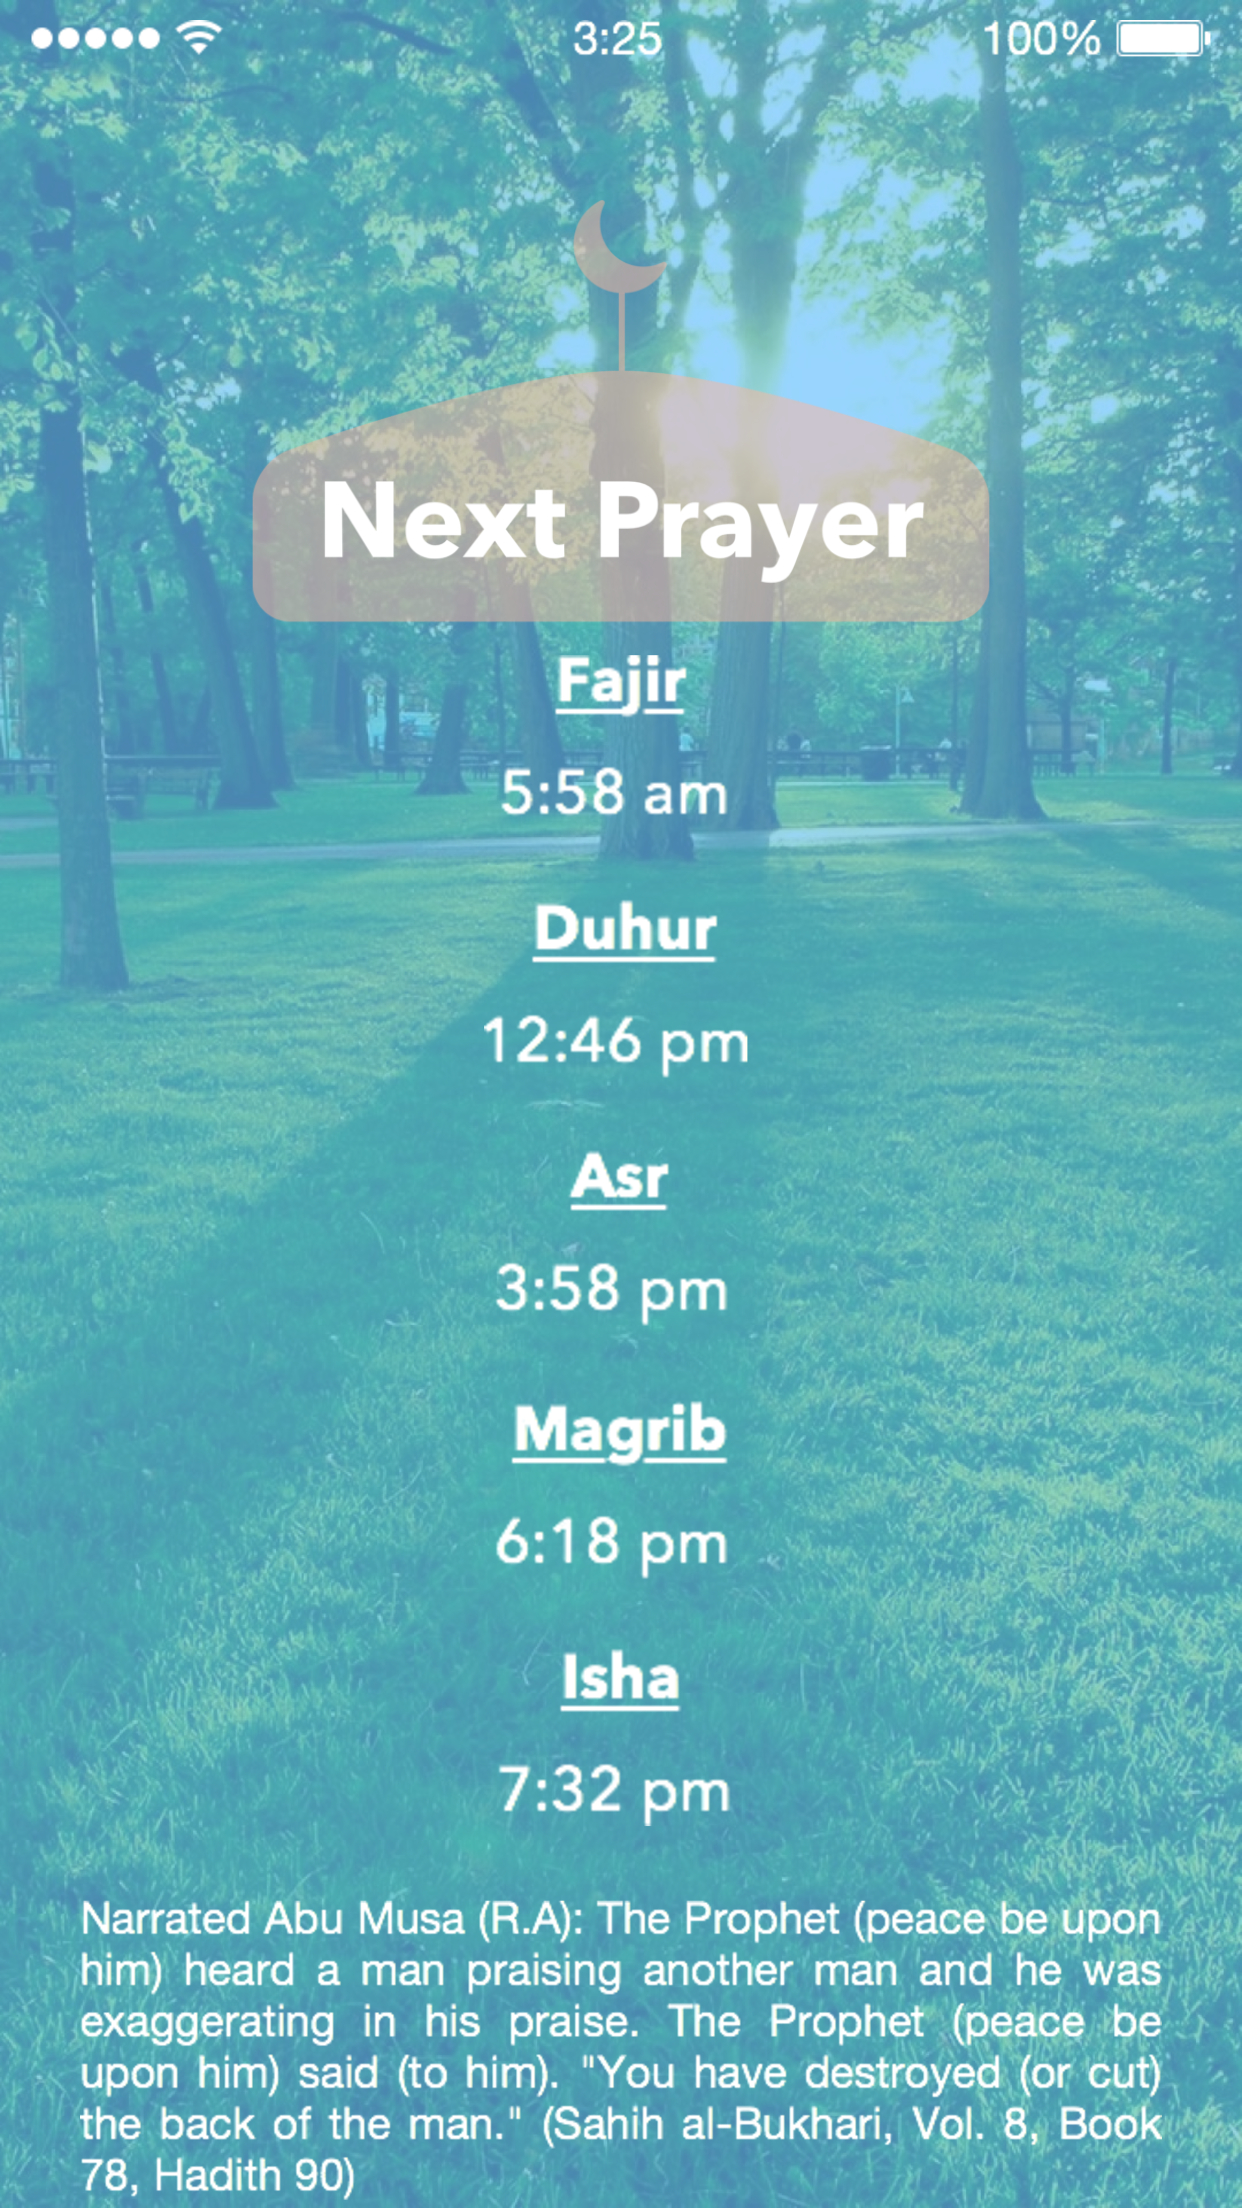 3:25
100%
Next Prayer
Fajir
5:58 am
Duhur
12:46 pm
Asr
3:58 pm
Magrib
6:18 pm
Isha
7:32 pm
Narrated Abu Musa (R.A): The Prophet (peace be upon
him) heard a man praising another man and he was
exaggerating in his praise. The Prophet (peace be
upon him) said (to him). "You have destroyed (or cut)
the back of the man." (Sahih al-Bukhari, Vol. 8, Book
78, Hadith 90)